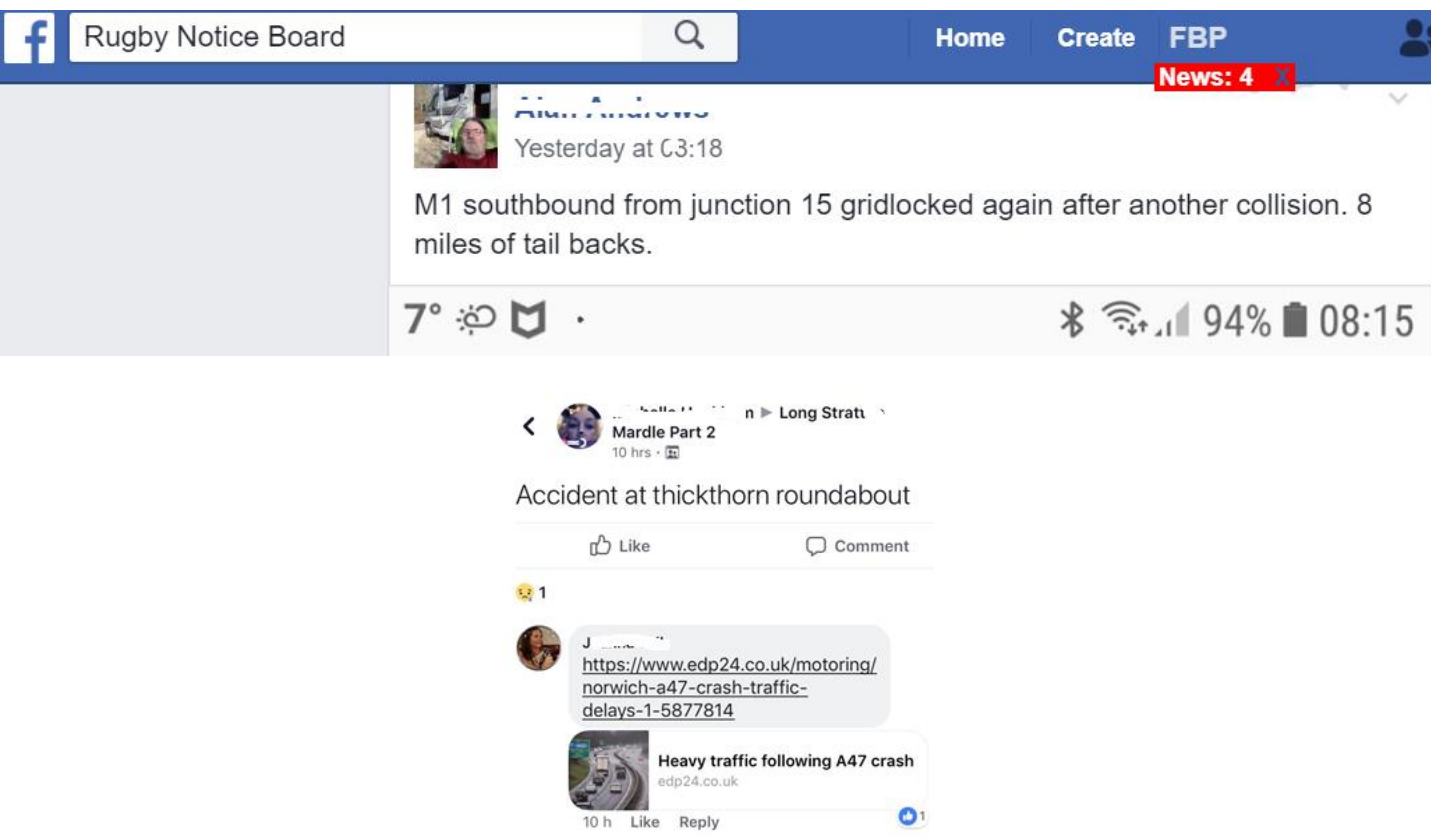 f Rugby Notice Board Home Create FBP
News: 4 X
Yesterday at 03:18
M1 southbound from junction 15 gridlocked again after another collision. 8
miles of tail backs.
7° 94% 08:15
n ▶ Long Strat
Mardle Part 2
10 hrs ·
Accident at thickthorn roundabout
Like Comment
1
J
https://www.edp24.co.uk/motoring/
norwich-a47-crash-traffic-
delays-1-5877814
Heavy traffic following A47 crash
edp24.co.uk
10 h Like Reply 1